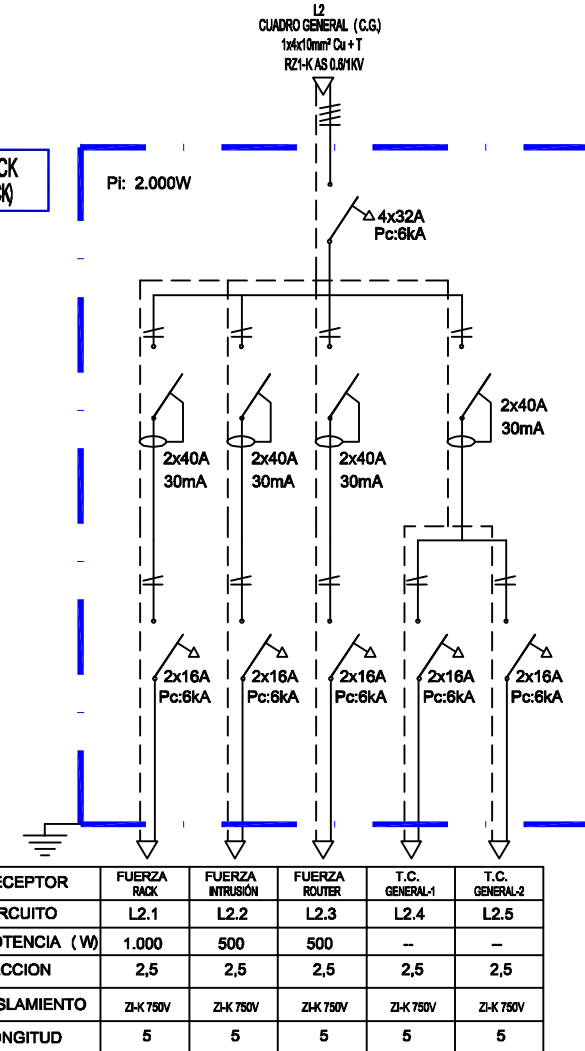 L2
CUADRO GENERAL (C.G.)
1x4x10mm² Cu + T
RZ1-K AS 0.6/1KV
CK
CK)
Pi: 2.000W
4x32A
Pc:6kA
2x40A
30mA
2x40A
30mA
2x40A
30mA
2x40A
30mA
2x16A
Pc:6kA
2x16A
Pc:6kA
2x16A
Pc:6kA
2x16A
Pc:6kA
2x16A
Pc:6kA
ECEPTOR FUERZA RACK FUERZA INTRUSIÓN FUERZA ROUTER T.C. GENERAL-1 T.C. GENERAL-2
RCUITO L2.1 L2.2 L2.3 L2.4 L2.5
OTENCIA (W) 1.000 500 500 -- --
CCION 2,5 2,5 2,5 2,5 2,5
SLAMIENTO ZI-K 750V ZI-K 750V ZI-K 750V ZI-K 750V ZI-K 750V
ONGITUD 5 5 5 5 5